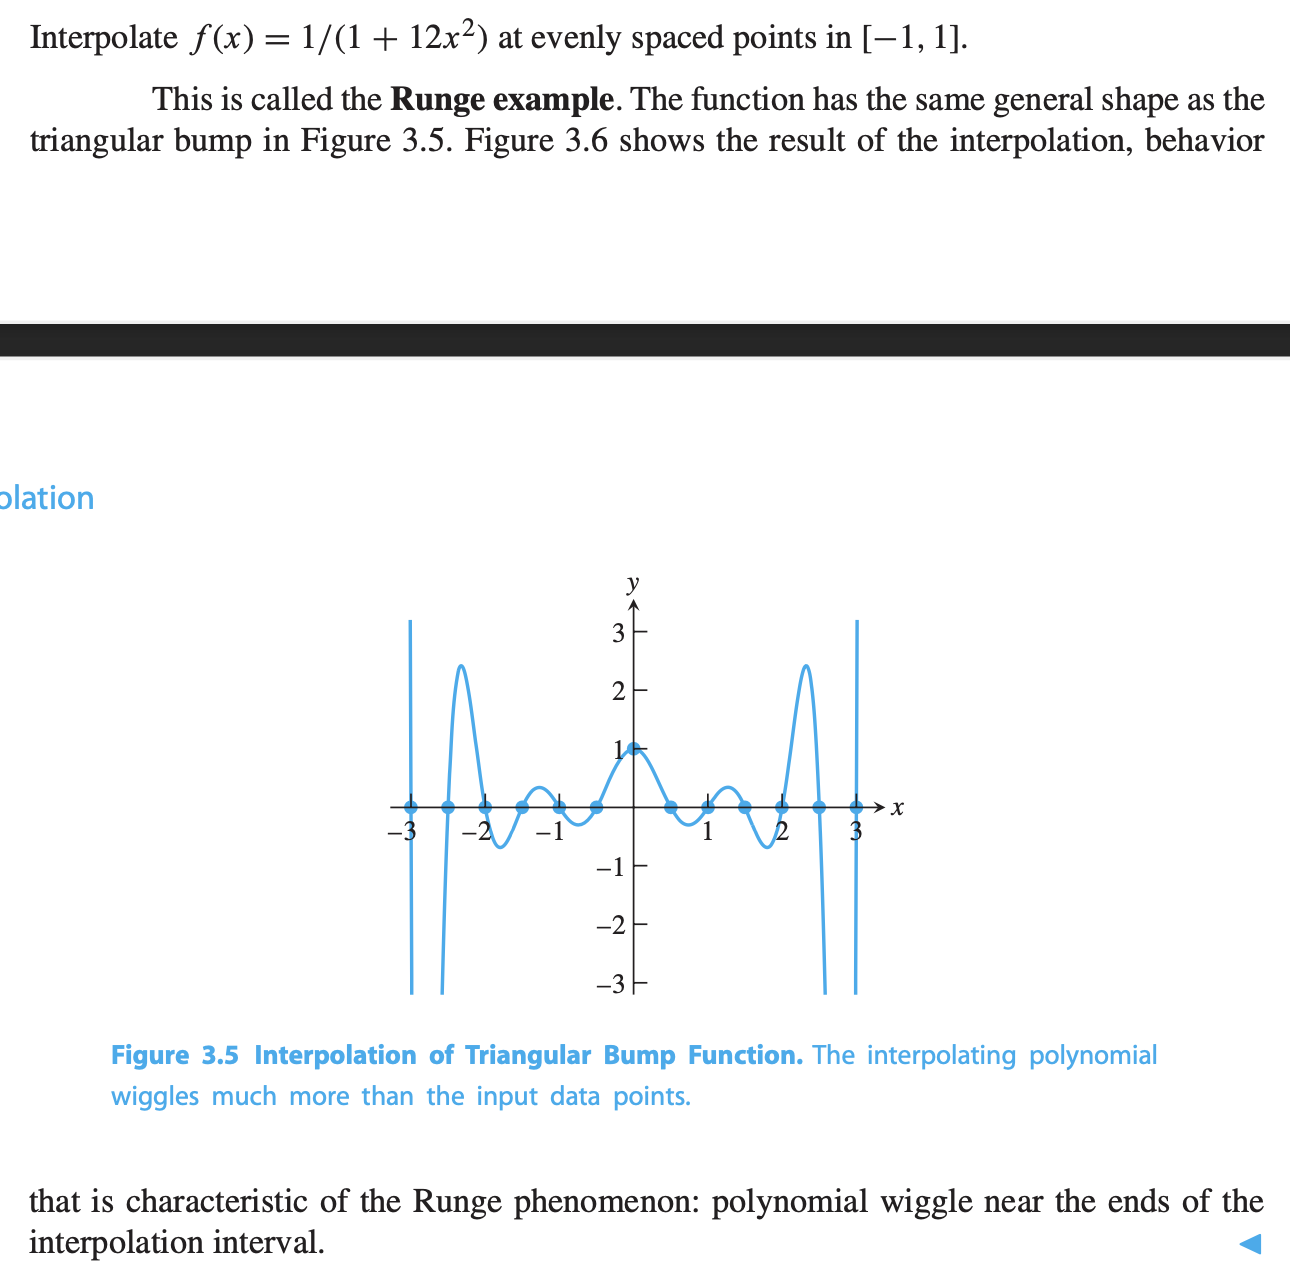 Interpolate f(x) = 1/(1 + 12x²) at evenly spaced points in [−1, 1].
This is called the Runge example. The function has the same general shape as the
triangular bump in Figure 3.5. Figure 3.6 shows the result of the interpolation, behavior
olation
y
3
2
1
x
−3
−2
−1
1
2
3
−1
−2
−3
Figure 3.5 Interpolation of Triangular Bump Function. The interpolating polynomial
wiggles much more than the input data points.
that is characteristic of the Runge phenomenon: polynomial wiggle near the ends of the
interpolation interval.